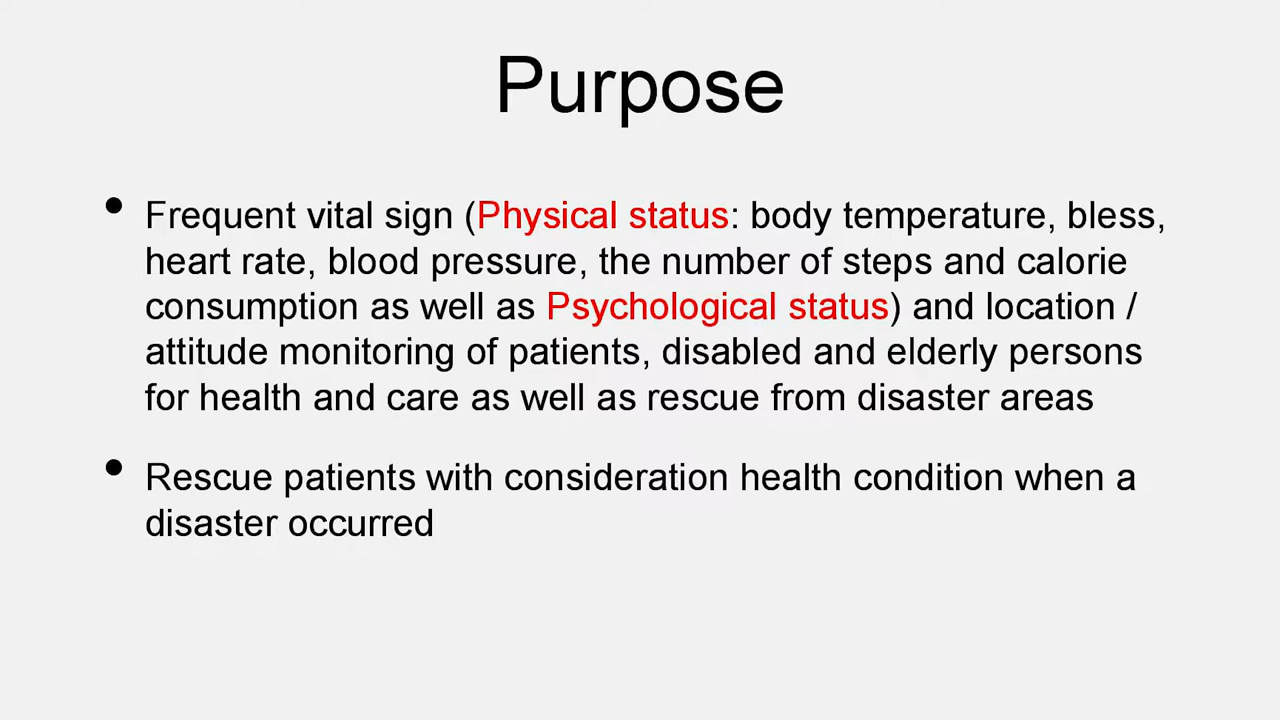 Purpose
• Frequent vital sign (Physical status: body temperature, bless,
heart rate, blood pressure, the number of steps and calorie
consumption as well as Psychological status) and location /
attitude monitoring of patients, disabled and elderly persons
for health and care as well as rescue from disaster areas
• Rescue patients with consideration health condition when a
disaster occurred